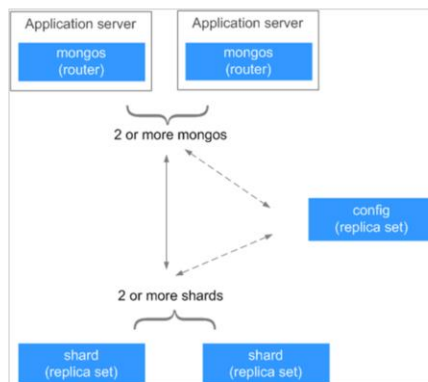 Application server
mongos
(router)
Application server
mongos
(router)
2 or more mongos
config
(replica set)
2 or more shards
shard
(replica set)
shard
(replica set)